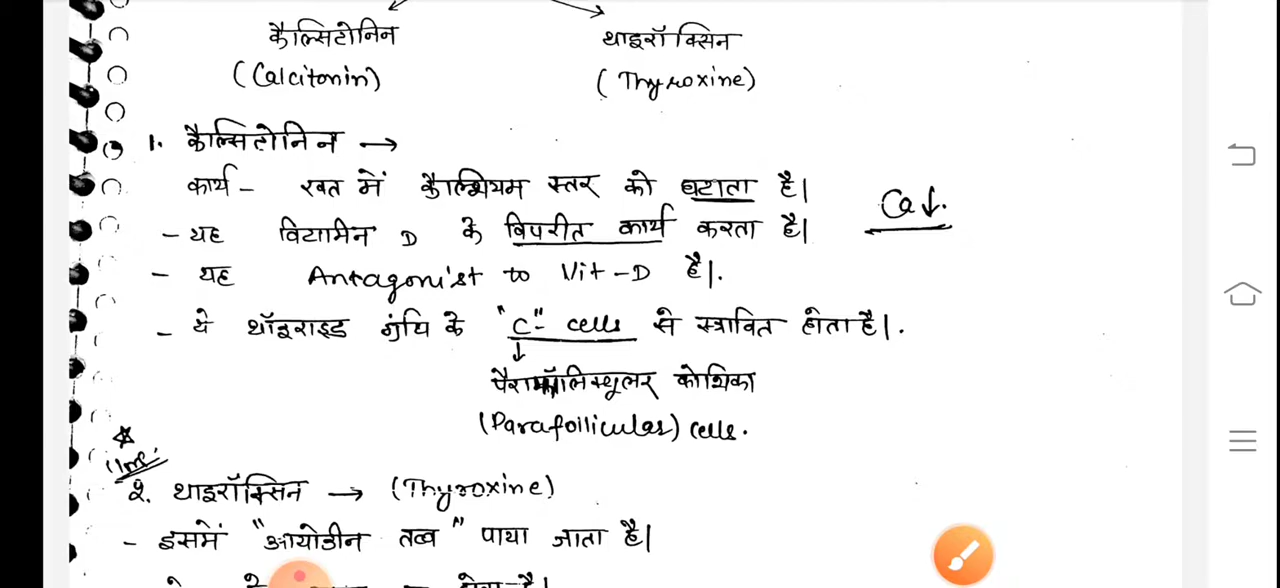 कैल्सिटोनिन थाइरॉक्सिन
(Calcitonin) (Thyroxine)
1. कैल्सिटोनिन →
कार्य - रक्त में कैल्शियम स्तर को घटाता है। Ca↓.
- यह विटामिन D के विपरीत कार्य करता है।
- यह Antagonist to Vit-D है।.
- ये थॉइराइड ग्रंथि के "C"- cells से स्त्रावित होता है।.
↓
पैराफॉलिक्यूलर कोशिका
(Parafollicular) cells.
Imp
2. थाइरॉक्सिन → (Thyroxine)
- इसमें "आयोडीन तत्व" पाया जाता है।